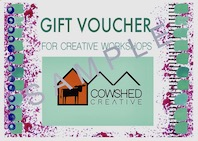 GIFT VOUCHER
FOR CREATIVE WORKSHOPS
SAMPLE
COWSHED
CREATIVE